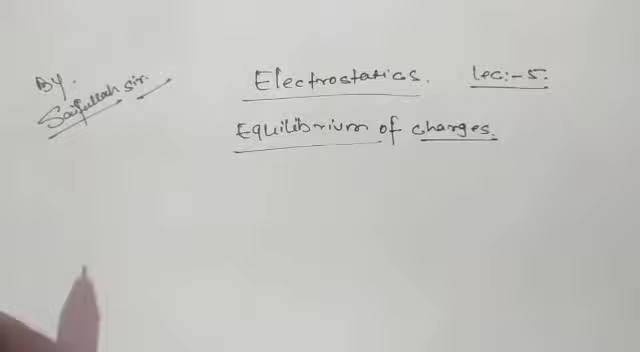 By.
Saifullah sir.
Electrostatics. Lec:-5.
Equilibrium of charges.